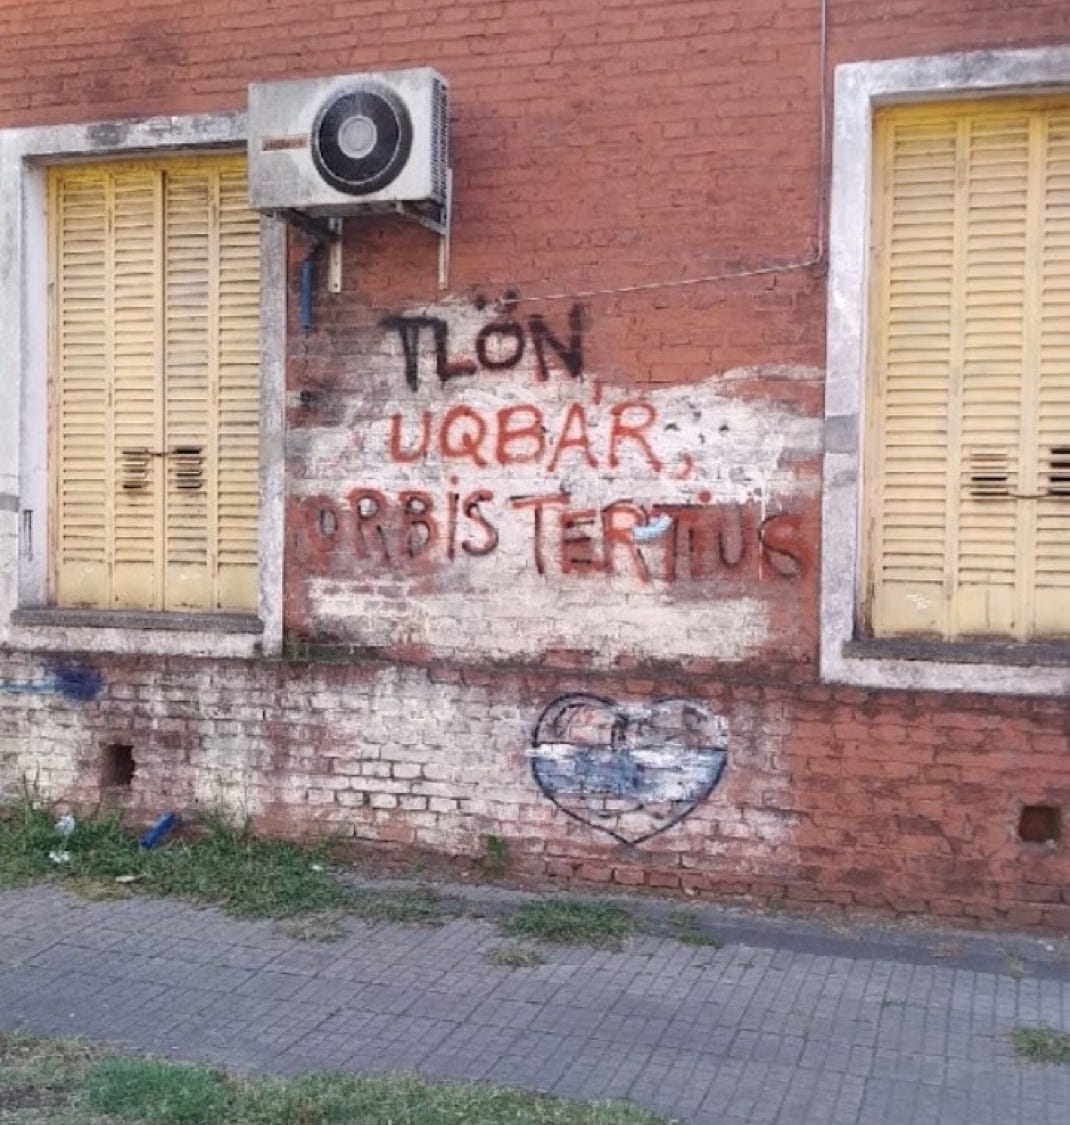 TLÖN,
UQBAR,
ORBiS TERTiUS